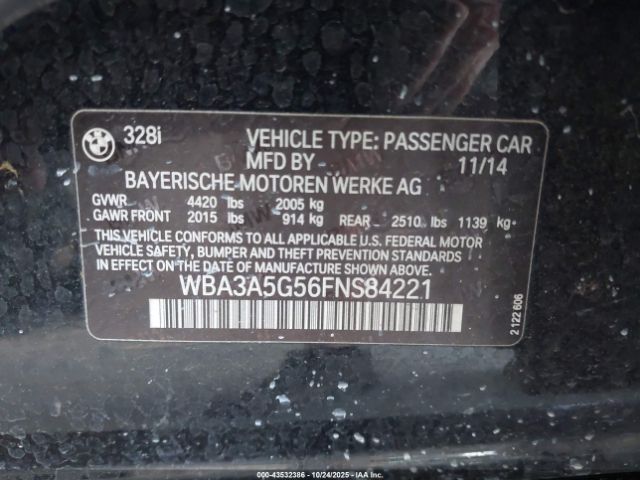 BMW
328i VEHICLE TYPE: PASSENGER CAR
MFD BY 11/14
BAYERISCHE MOTOREN WERKE AG
GVWR 4420 lbs 2005 kg
GAWR FRONT 2015 lbs 914 kg REAR 2510 lbs 1139 kg
THIS VEHICLE CONFORMS TO ALL APPLICABLE U.S. FEDERAL MOTOR
VEHICLE SAFETY, BUMPER AND THEFT PREVENTION STANDARDS
IN EFFECT ON THE DATE OF MANUFACTURE SHOWN ABOVE.
WBA3A5G56FNS84221
2 122 606
© IAA 000-43532386 • 10/24/2025 • IAAI.COM